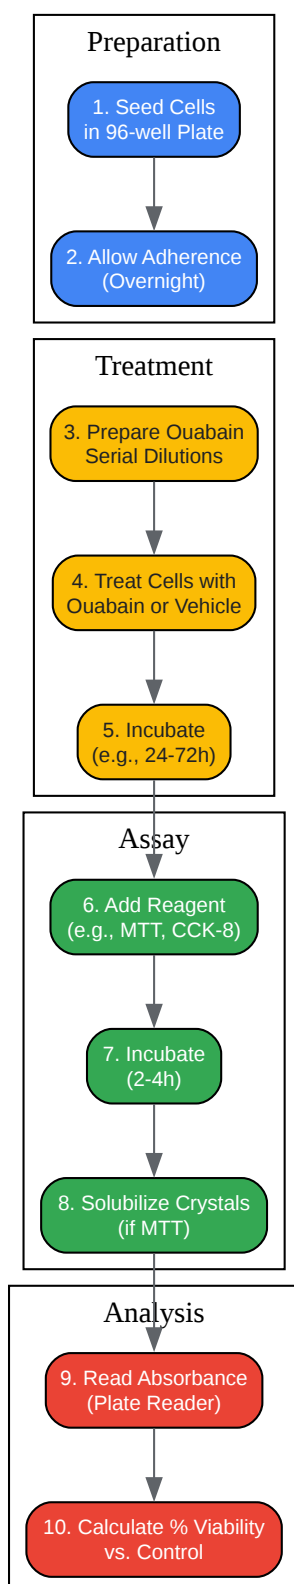 Preparation
1. Seed Cells
in 96-well Plate
2. Allow Adherence
(Overnight)
Treatment
3. Prepare Ouabain
Serial Dilutions
4. Treat Cells with
Ouabain or Vehicle
5. Incubate
(e.g., 24-72h)
Assay
6. Add Reagent
(e.g., MTT, CCK-8)
7. Incubate
(2-4h)
8. Solubilize Crystals
(if MTT)
Analysis
9. Read Absorbance
(Plate Reader)
10. Calculate % Viability
vs. Control